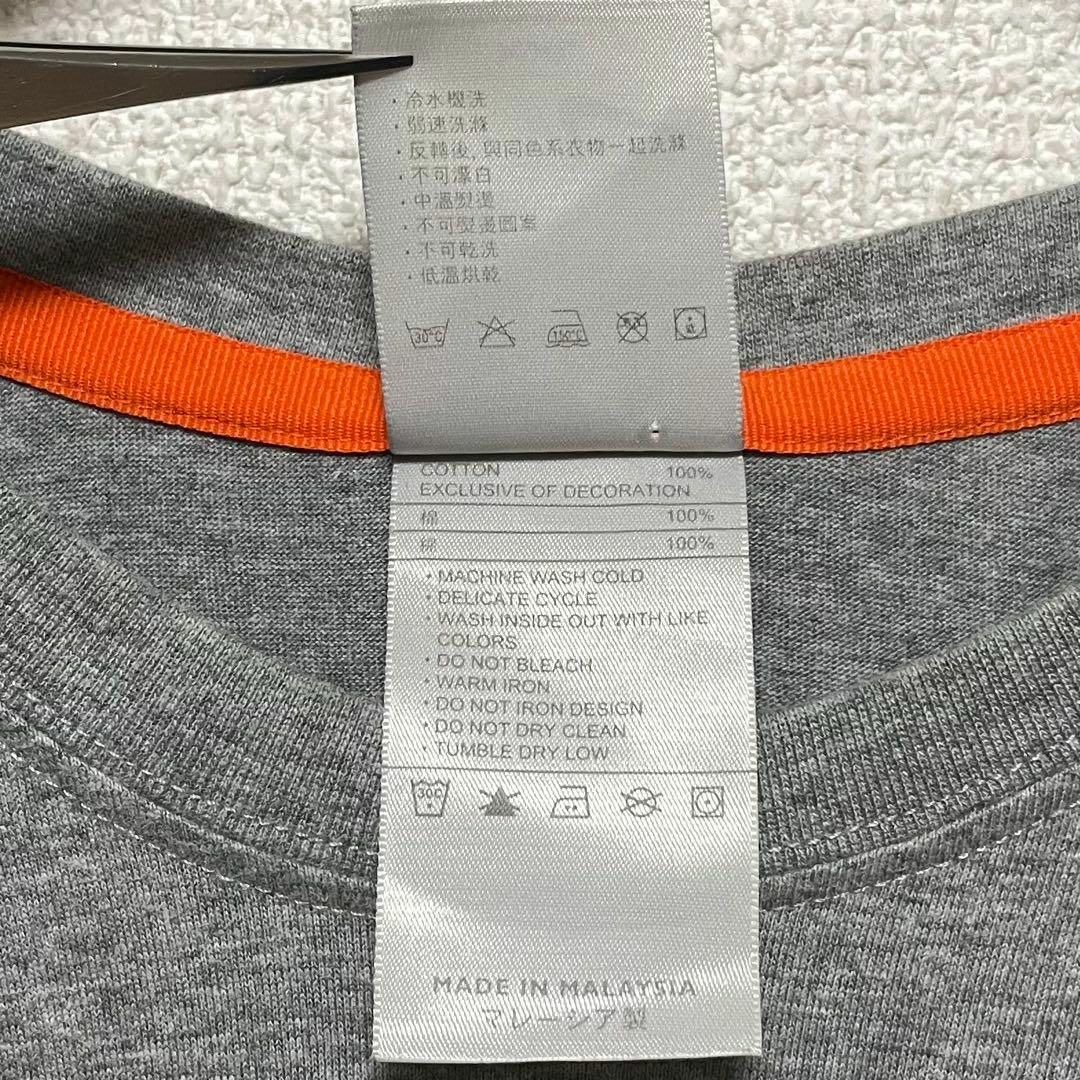 ・冷水機洗
・弱速洗滌
・反轉後,與同色系衣物一起洗滌
・不可漂白
・中溫熨燙
・不可熨燙圖案
・不可乾洗
・低溫烘乾
30°C 150°C
COTTON 100%
EXCLUSIVE OF DECORATION
棉 100%
綿 100%
• MACHINE WASH COLD
• DELICATE CYCLE
• WASH INSIDE OUT WITH LIKE
COLORS
• DO NOT BLEACH
• WARM IRON
• DO NOT IRON DESIGN
• DO NOT DRY CLEAN
• TUMBLE DRY LOW
30C
MADE IN MALAYSIA
マレーシア製